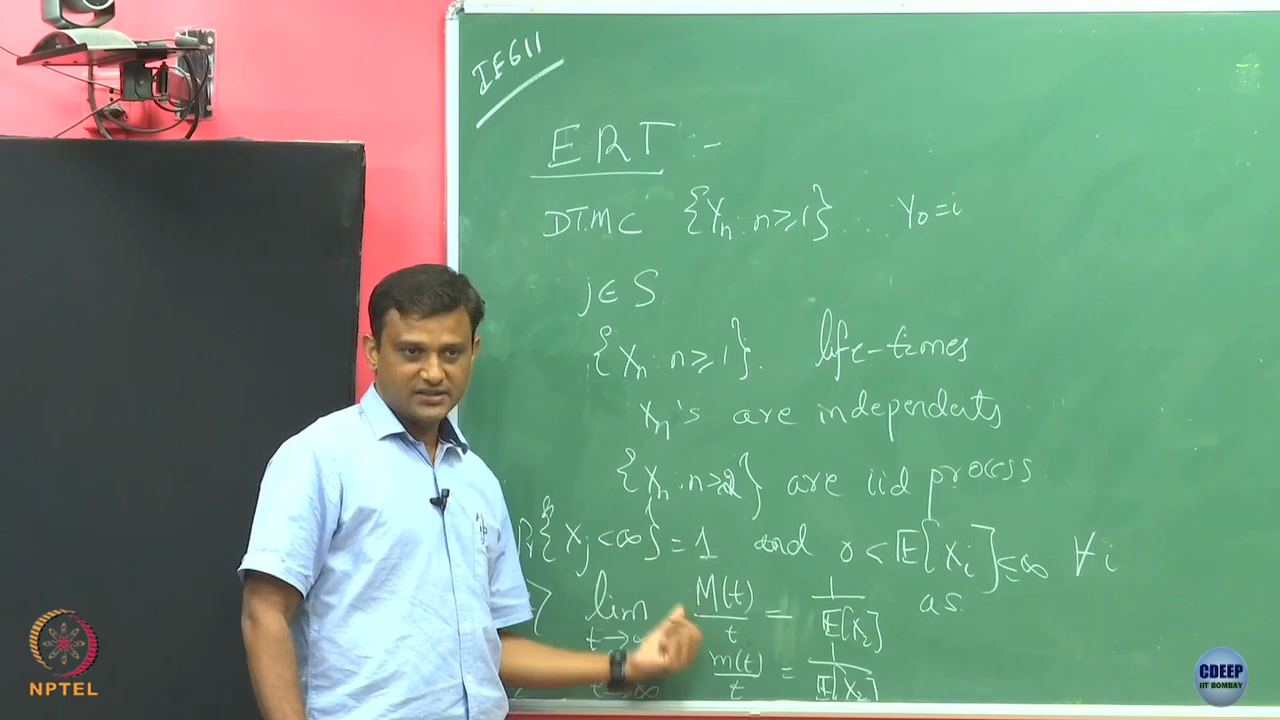 IE611
ERT :-
DTMC {Yn : n≥1} ... Y0=i
j ∈ S
{Xn : n≥1}. life-times
Xn's are independents
{Xn : n≥2} are iid process.
{Xj<∞}=1 and 0<E[Xi]≤∞ ∀i
lim t→∞ M(t)/t = 1/E[X2] as.
t→∞ m(t)/t = 1/E[X2]
NPTEL
CDEEP
IIT BOMBAY